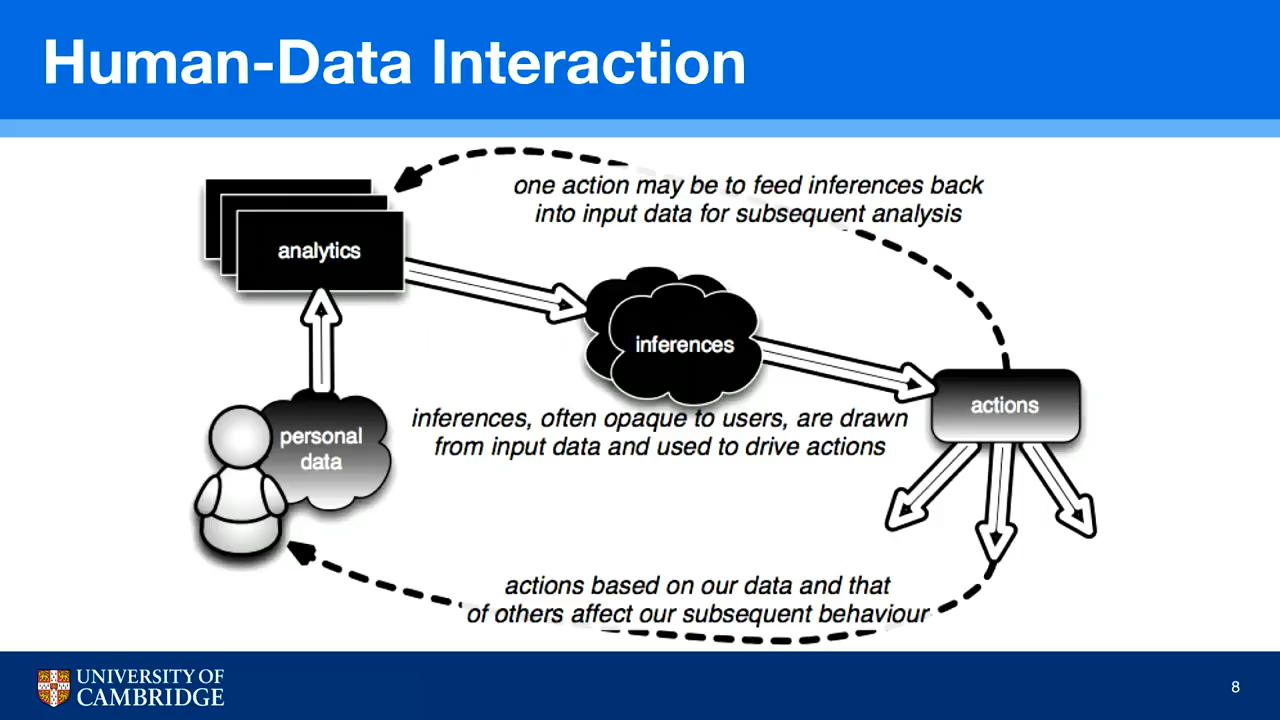 Human-Data Interaction
one action may be to feed inferences back
into input data for subsequent analysis
analytics
inferences
actions
inferences, often opaque to users, are drawn
from input data and used to drive actions
personal
data
actions based on our data and that
of others affect our subsequent behaviour
UNIVERSITY OF
CAMBRIDGE
8